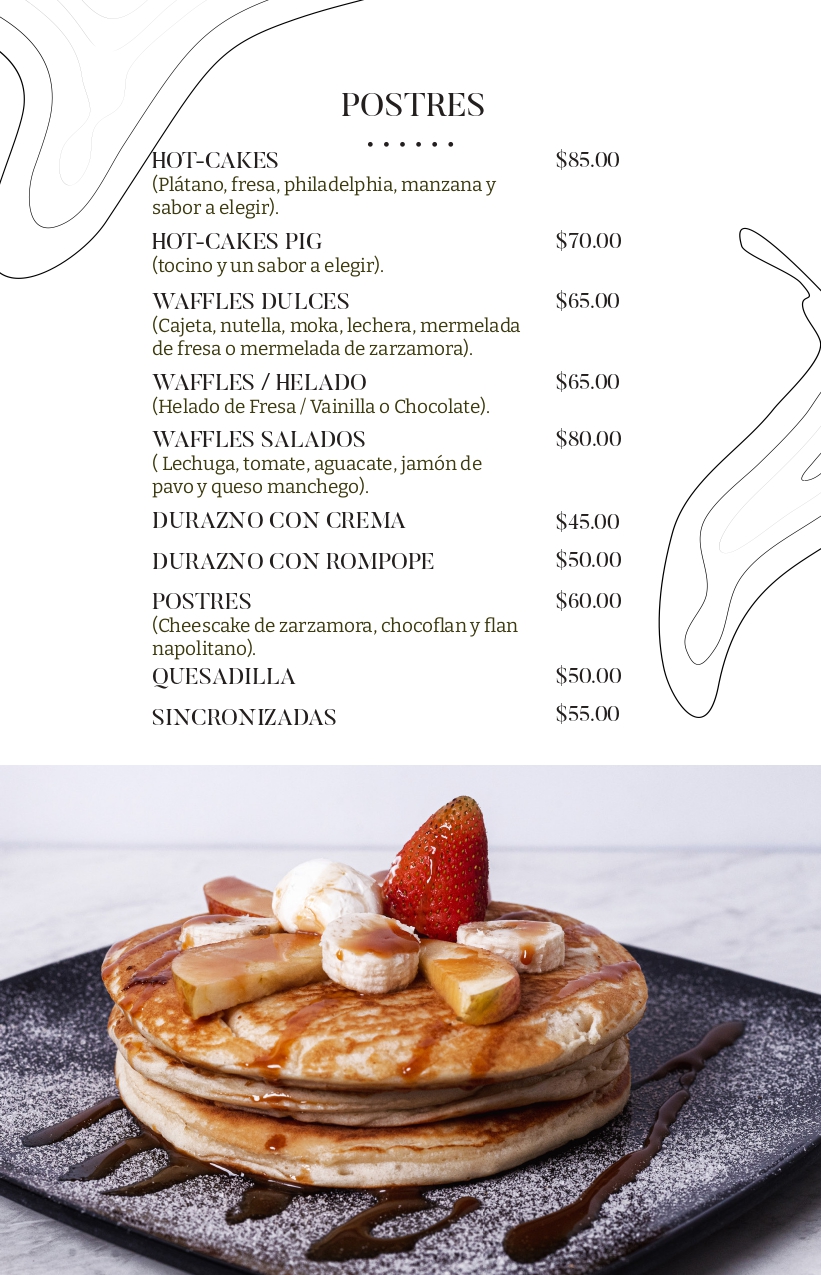 POSTRES
HOT-CAKES $85.00
(Plátano, fresa, philadelphia, manzana y
sabor a elegir).
HOT-CAKES PIG $70.00
(tocino y un sabor a elegir).
WAFFLES DULCES $65.00
(Cajeta, nutella, moka, lechera, mermelada
de fresa o mermelada de zarzamora).
WAFFLES / HELADO $65.00
(Helado de Fresa / Vainilla o Chocolate).
WAFFLES SALADOS $80.00
( Lechuga, tomate, aguacate, jamón de
pavo y queso manchego).
DURAZNO CON CREMA $45.00
DURAZNO CON ROMPOPE $50.00
POSTRES $60.00
(Cheescake de zarzamora, chocoflan y flan
napolitano).
QUESADILLA $50.00
SINCRONIZADAS $55.00